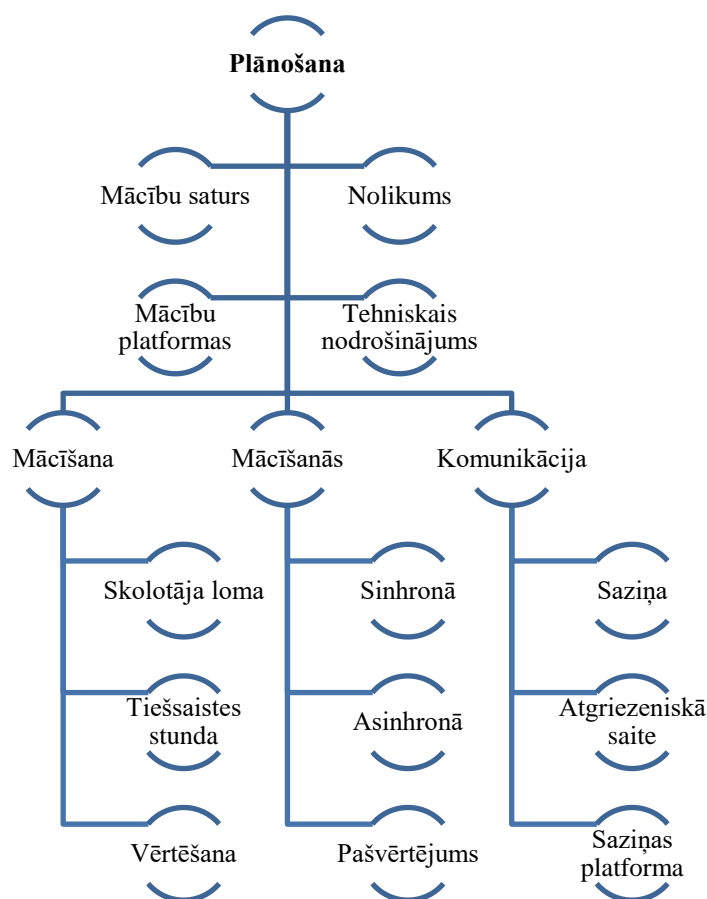 Plānošana
Mācību saturs
Nolikums
Mācību
platformas
Tehniskais
nodrošinājums
Mācīšana
Mācīšanās
Komunikācija
Skolotāja loma
Sinhronā
Saziņa
Tiešsaistes
stunda
Asinhronā
Atgriezeniskā
saite
Vērtēšana
Pašvērtējums
Saziņas
platforma